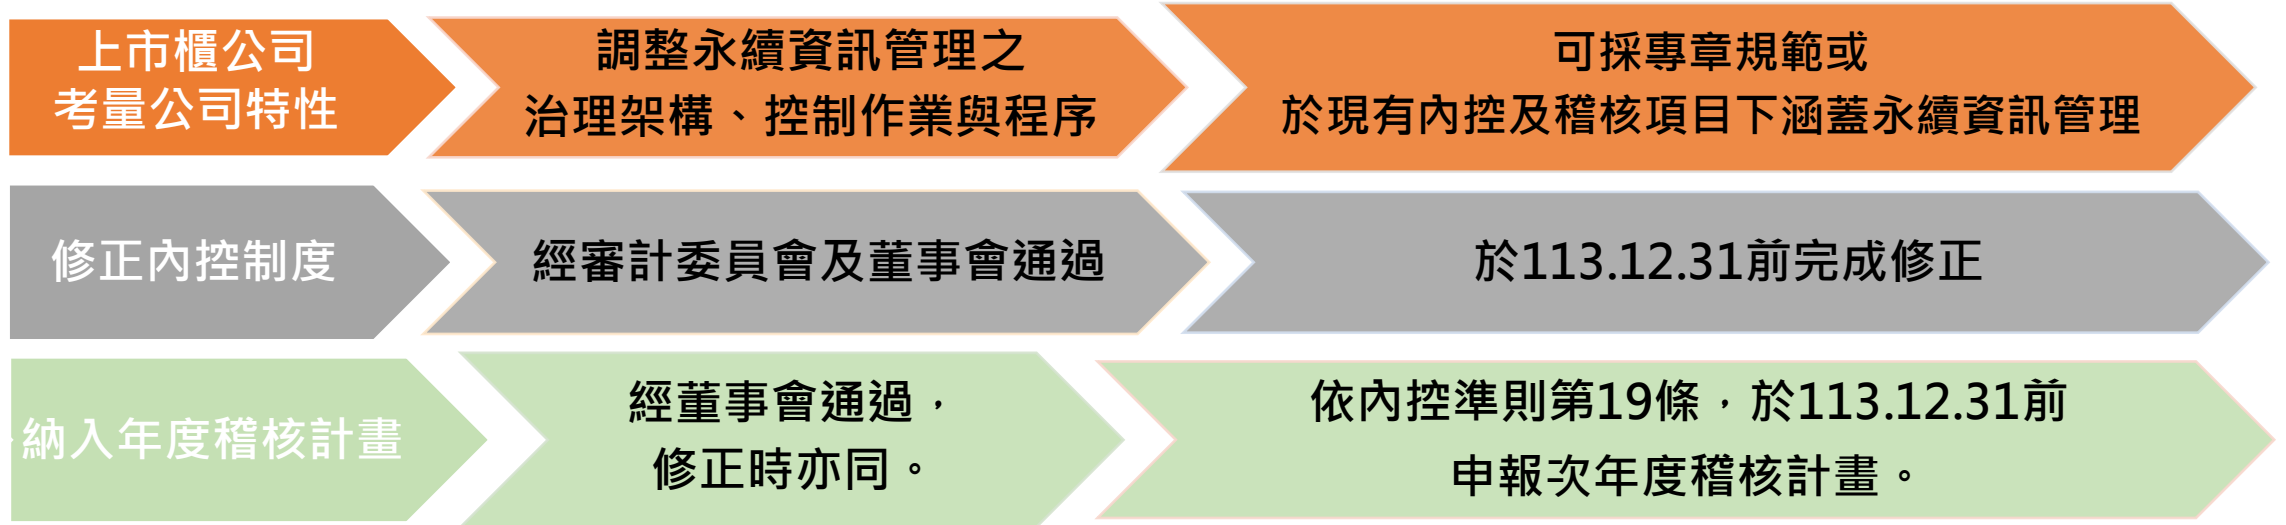 上市櫃公司
考量公司特性
調整永續資訊管理之
治理架構、控制作業與程序
可採專章規範或
於現有內控及稽核項目下涵蓋永續資訊管理
修正內控制度
經審計委員會及董事會通過
於113.12.31前完成修正
納入年度稽核計畫
經董事會通過，
修正時亦同。
依內控準則第19條，於113.12.31前
申報次年度稽核計畫。